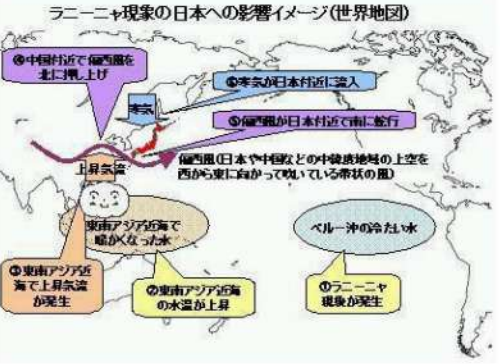 ラニーニャ現象の日本への影響イメージ(世界地図)
④中国付近で偏西風を
北に押し上げ
⑥寒気が日本付近に流入
寒気
⑤偏西風が日本付近で南に蛇行
偏西風(日本や中国などの中緯度地域の上空を
西から東に向かって吹いている帯状の風)
上昇気流
東南アジア近海で
暖かくなった水
ペルー沖の冷たい水
③東南アジア近
海で上昇気流
が発生
②東南アジア近海
の水温が上昇
①ラニーニャ
現象が発生